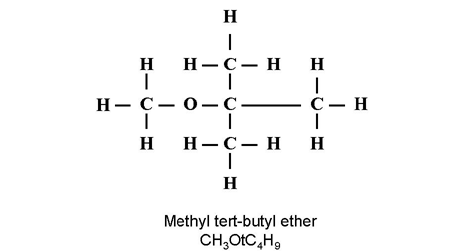 H
H H — C — H H
H — C — O — C — C — H
H H — C — H H
H
Methyl tert-butyl ether
CH₃OtC₄H₉